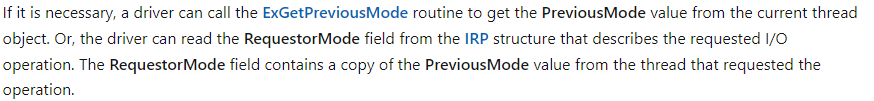 If it is necessary, a driver can call the ExGetPreviousMode routine to get the PreviousMode value from the current thread
object. Or, the driver can read the RequestorMode field from the IRP structure that describes the requested I/O
operation. The RequestorMode field contains a copy of the PreviousMode value from the thread that requested the
operation.